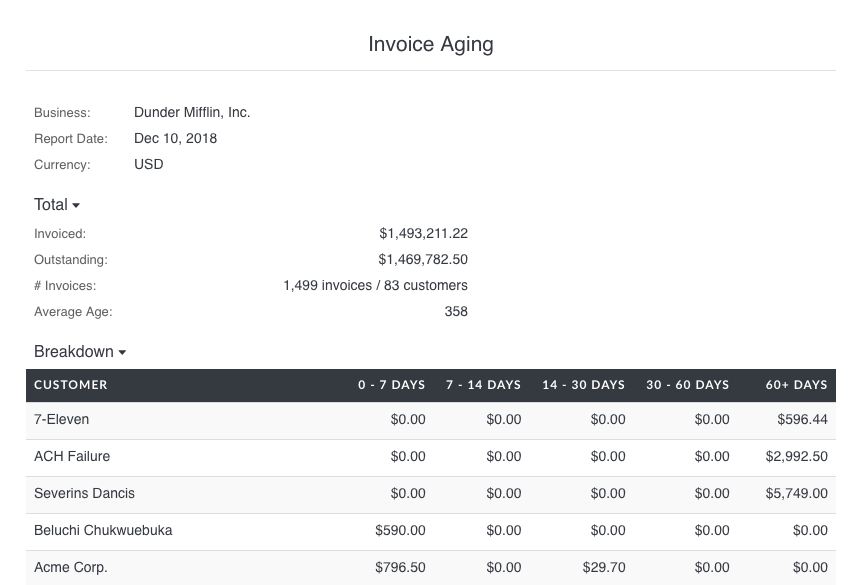 Invoice Aging
Business: Dunder Mifflin, Inc.
Report Date: Dec 10, 2018
Currency: USD
Total
Invoiced: $1,493,211.22
Outstanding: $1,469,782.50
# Invoices: 1,499 invoices / 83 customers
Average Age: 358
Breakdown
CUSTOMER 0 - 7 DAYS 7 - 14 DAYS 14 - 30 DAYS 30 - 60 DAYS 60+ DAYS
7-Eleven $0.00 $0.00 $0.00 $0.00 $596.44
ACH Failure $0.00 $0.00 $0.00 $0.00 $2,992.50
Severins Dancis $0.00 $0.00 $0.00 $0.00 $5,749.00
Beluchi Chukwuebuka $590.00 $0.00 $0.00 $0.00 $0.00
Acme Corp. $796.50 $0.00 $29.70 $0.00 $0.00